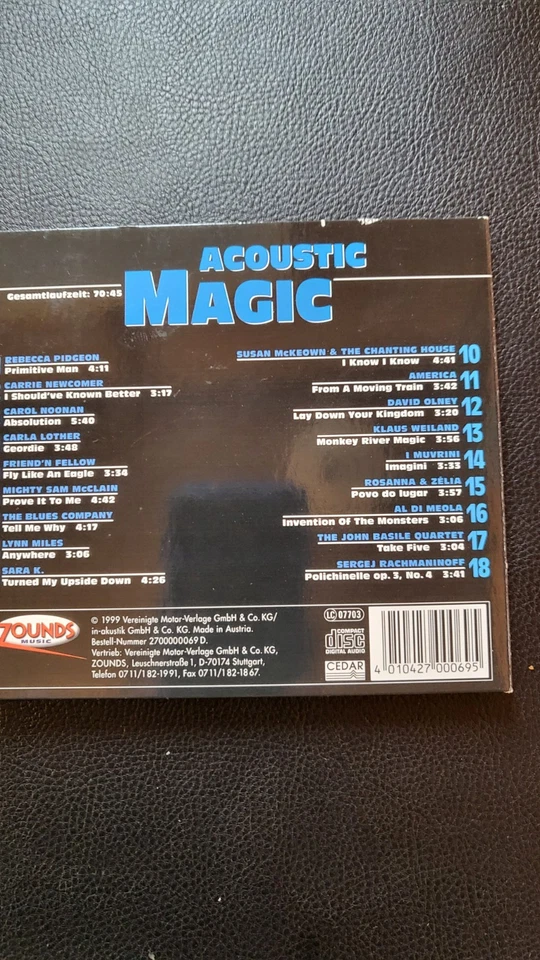 ACOUSTIC
MAGIC
Gesamtlaufzeit: 70:45
REBECCA PIDGEON
Primitive Man 4:11
CARRIE NEWCOMER
I Should've Known Better 3:17
CAROL NOONAN
Absolution 5:40
CARLA LOTHER
Geordie 3:48
FRIEND'N FELLOW
Fly Like An Eagle 3:34
MIGHTY SAM McCLAIN
Prove It To Me 4:42
THE BLUES COMPANY
Tell Me Why 4:17
LYNN MILES
Anywhere 3:06
SARA K.
Turned My Upside Down 4:26
SUSAN McKEOWN & THE CHANTING HOUSE 10
I Know I Know 4:41
AMERICA 11
From A Moving Train 3:42
DAVID OLNEY 12
Lay Down Your Kingdom 3:20
KLAUS WEILAND 13
Monkey River Magic 3:56
I MUVRINI 14
Imagini 3:33
ROSANNA & ZÉLIA 15
Povo do lugar 3:57
AL DI MEOLA 16
Invention Of The Monsters 3:06
THE JOHN BASILE QUARTET 17
Take Five 3:04
SERGEJ RACHMANINOFF 18
Polichinelle op. 3, No. 4 3:41
ZOUNDS
MUSIC
© 1999 Vereinigte Motor-Verlage GmbH & Co. KG/
in-akustik GmbH & Co. KG. Made in Austria.
Bestell-Nummer 2700000069 D.
Vertrieb: Vereinigte Motor-Verlage GmbH & Co. KG,
ZOUNDS, Leuschnerstraße 1, D-70174 Stuttgart,
Telefon 0711/1 82-19 91, Fax 0711/1 82-18 67.
LC 07703
COMPACT
disc
DIGITAL AUDIO
CEDAR
4 010427 000695